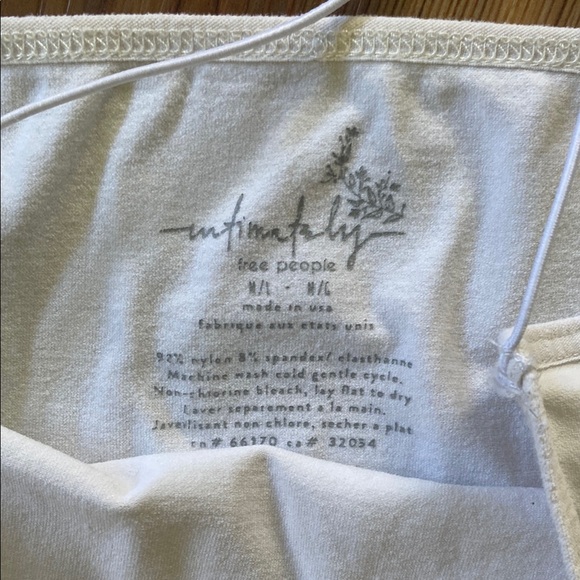 intimately
free people
M/L - M/G
made in usa
fabrique aux etats unis
92% nylon 8% spandex/ elasthanne
Machine wash cold gentle cycle.
Non-chlorine bleach, lay flat to dry
Laver separement a la main.
Javellisant non chlore, secher a plat
rn# 66170 ca# 32054